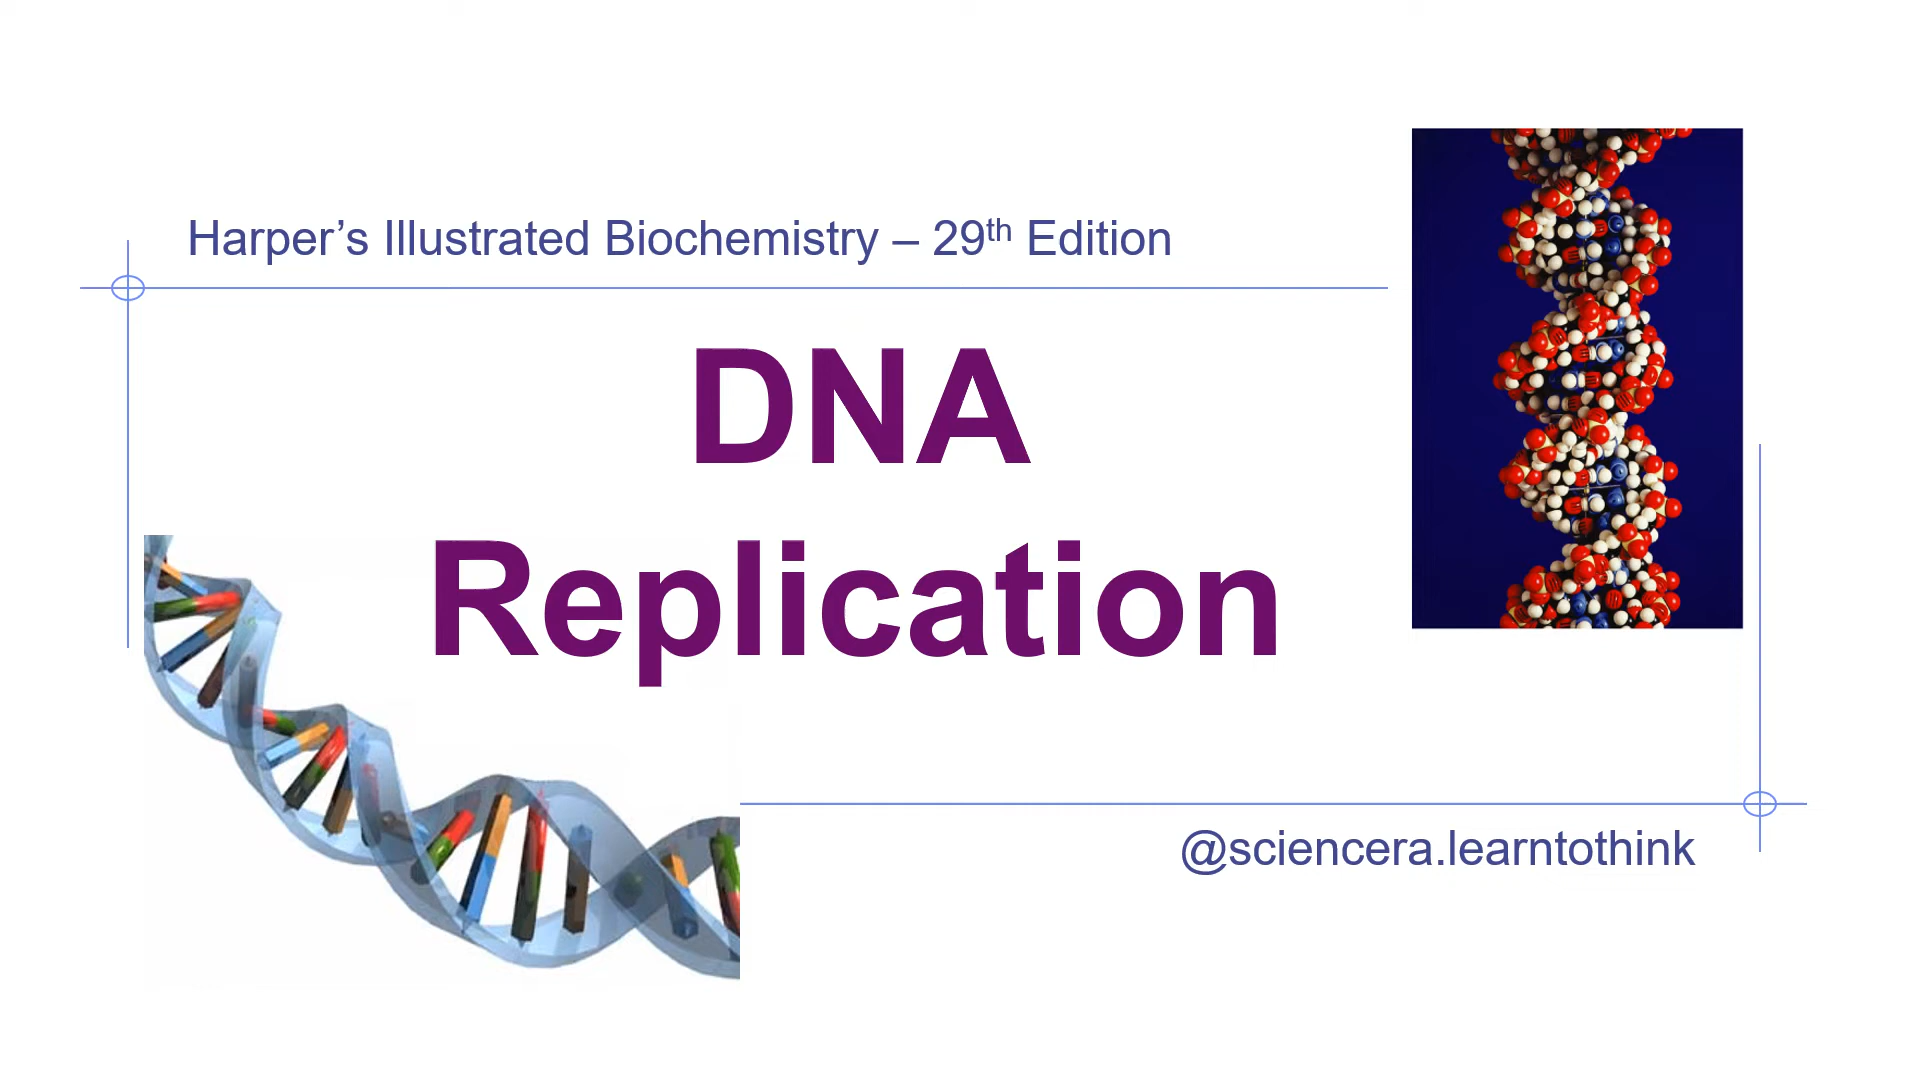 Harper’s Illustrated Biochemistry – 29th Edition
DNA
Replication
@sciencera.learntothink